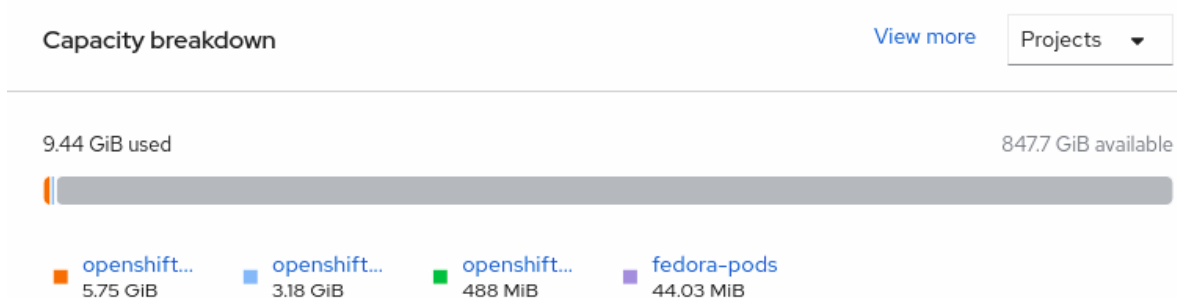 Capacity breakdown
View more
Projects
9.44 GiB used
847.7 GiB available
openshift...
5.75 GiB
openshift...
3.18 GiB
openshift...
488 MiB
fedora-pods
44.03 MiB